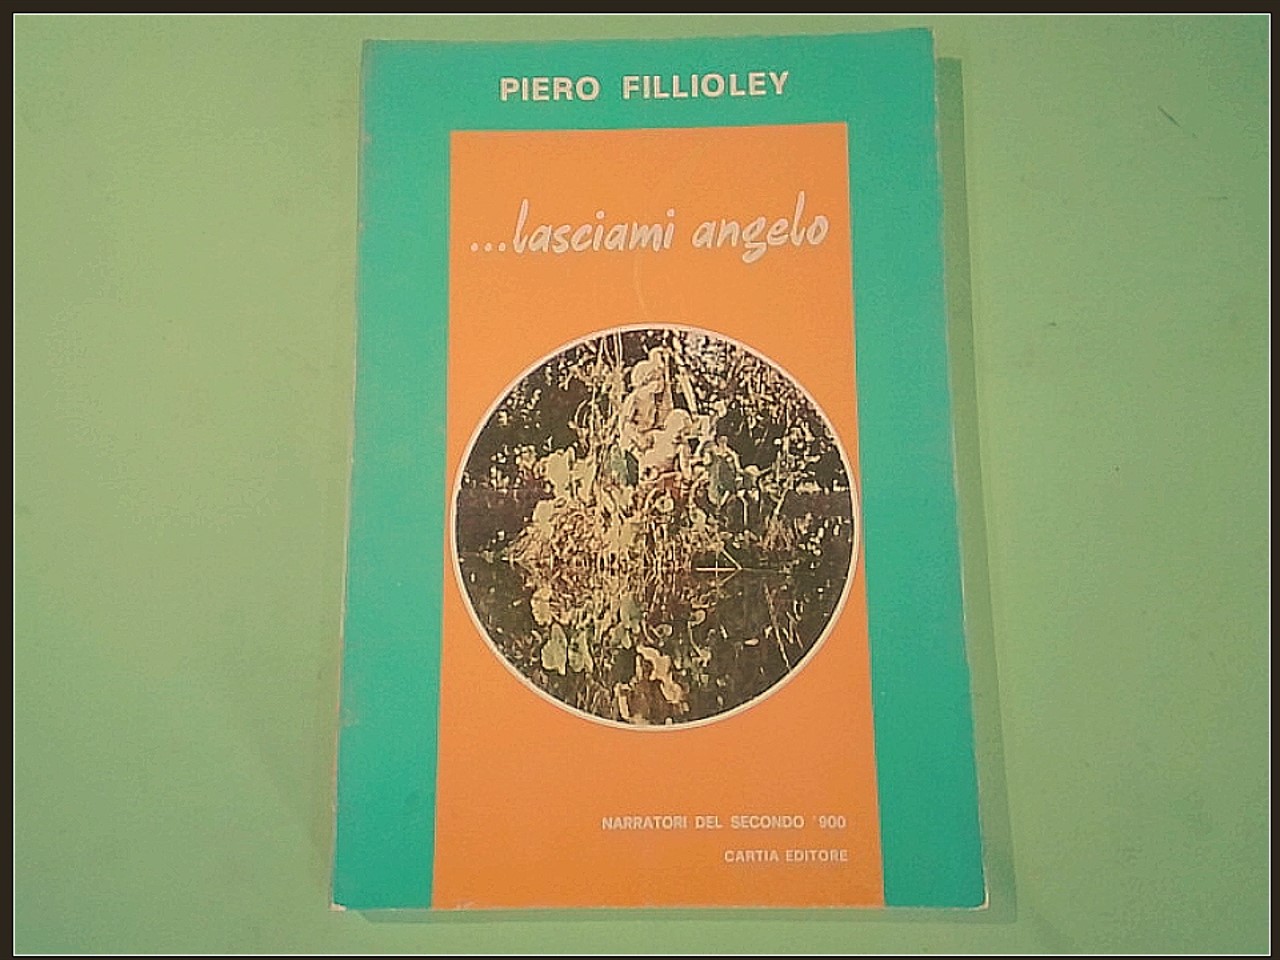 PIERO FILLIOLEY
...lasciami angelo
NARRATORI DEL SECONDO '900
CARTIA EDITORE